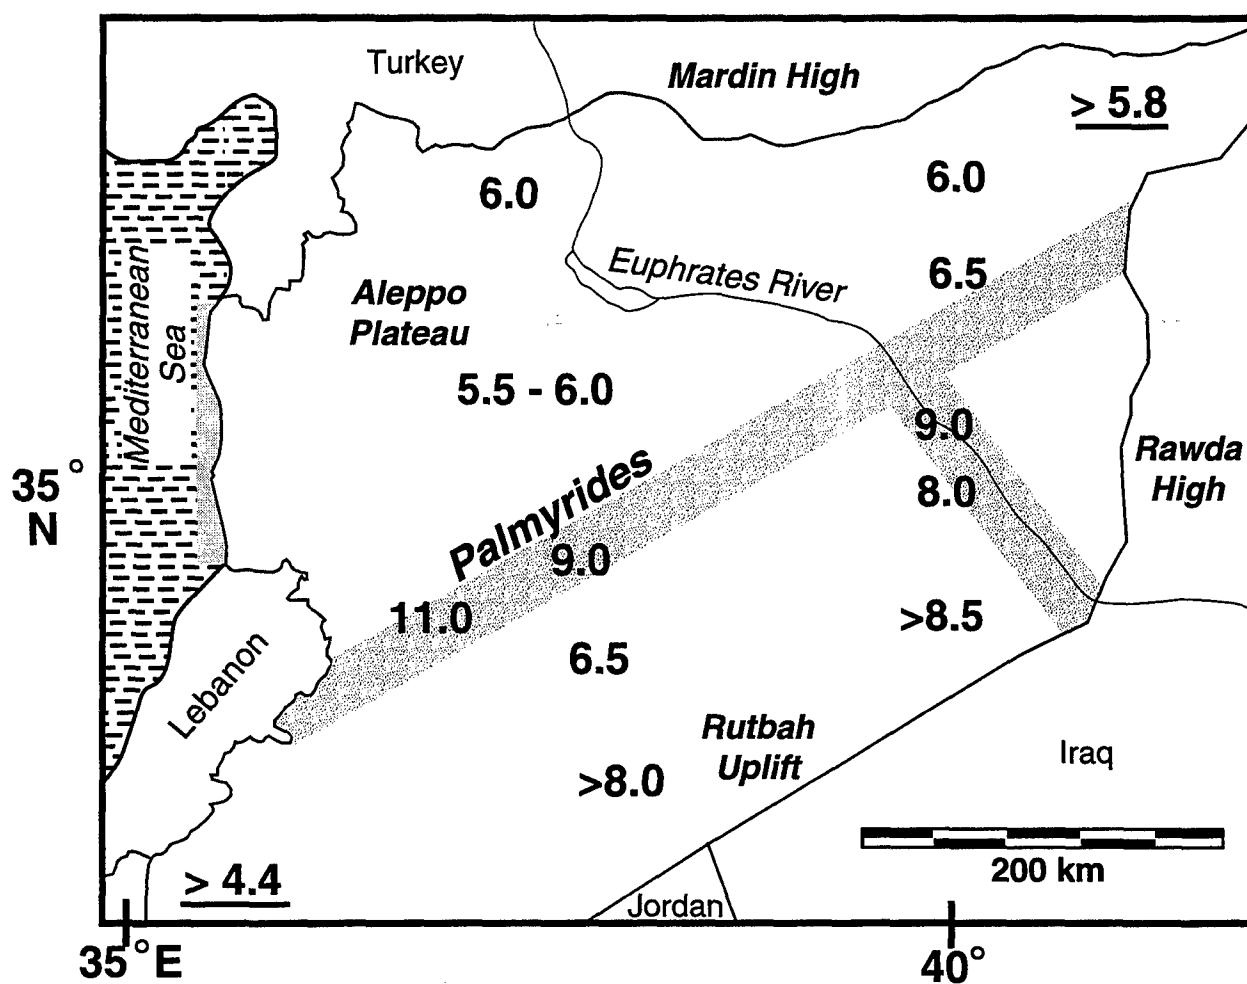 Turkey
Mardin High
> 5.8
6.0
6.0
6.5
Euphrates River
Aleppo
Plateau
Mediterranean
Sea
5.5 - 6.0
9.0
35°
N
Palmyrides
8.0
Rawda
High
9.0
11.0
>8.5
6.5
Lebanon
Rutbah
Uplift
Iraq
>8.0
200 km
> 4.4
Jordan
35°E
40°